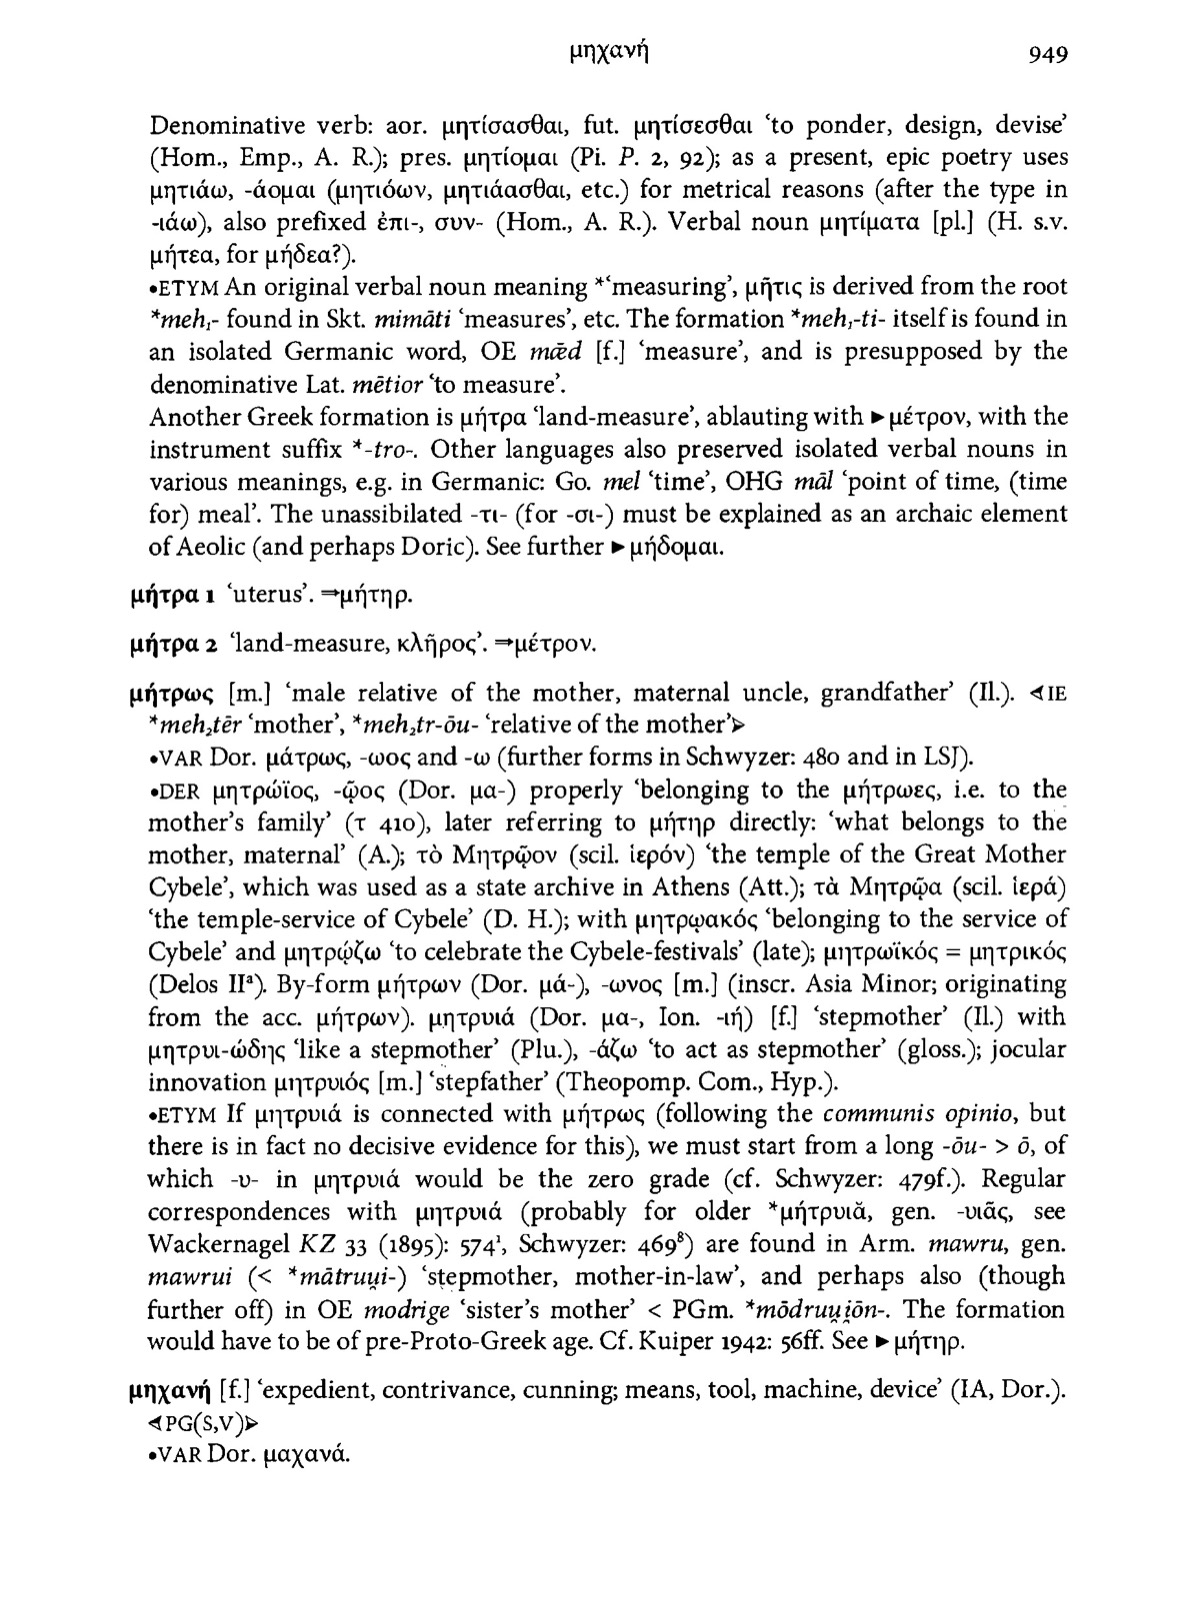 μηχανή 949
Denominative verb: aor. μητίσασθαι, fut. μητίσεσθαι ‘to ponder, design, devise’
(Hom., Emp., A. R.); pres. μητίομαι (Pi. P. 2, 92); as a present, epic poetry uses
μητιάω, -άομαι (μητιόων, μητιάασθαι, etc.) for metrical reasons (after the type in
-ιάω), also prefixed ἐπι-, συν- (Hom., A. R.). Verbal noun μητίματα [pl.] (H. s.v.
μήτεα, for μήδεα?).
•ETYM An original verbal noun meaning *‘measuring’, μῆτις is derived from the root
*meh₁- found in Skt. mimāti ‘measures’, etc. The formation *meh₁-ti- itself is found in
an isolated Germanic word, OE mǣd [f.] ‘measure’, and is presupposed by the
denominative Lat. mētior ‘to measure’.
Another Greek formation is μήτρα ‘land-measure’, ablauting with ►μέτρον, with the
instrument suffix *-tro-. Other languages also preserved isolated verbal nouns in
various meanings, e.g. in Germanic: Go. mel ‘time’, OHG māl ‘point of time, (time
for) meal’. The unassibilated -τι- (for -σι-) must be explained as an archaic element
of Aeolic (and perhaps Doric). See further ►μήδομαι.
μήτρα 1 ‘uterus’. ⇒μήτηρ.
μήτρα 2 ‘land-measure, κλῆρος’. ⇒μέτρον.
μήτρως [m.] ‘male relative of the mother, maternal uncle, grandfather’ (Il.). ⊲IE
*meh₂tēr ‘mother’, *meh₂tr-ōu- ‘relative of the mother’⊳
•VAR Dor. μάτρως, -ωος and -ω (further forms in Schwyzer: 480 and in LSJ).
•DER μητρώϊος, -ῷος (Dor. μα-) properly ‘belonging to the μήτρωες, i.e. to the
mother’s family’ (τ 410), later referring to μήτηρ directly: ‘what belongs to the
mother, maternal’ (A.); τὸ Μητρῷον (scil. ἱερόν) ‘the temple of the Great Mother
Cybele’, which was used as a state archive in Athens (Att.); τὰ Μητρῷα (scil. ἱερά)
‘the temple-service of Cybele’ (D. H.); with μητρῳακός ‘belonging to the service of
Cybele’ and μητρῴζω ‘to celebrate the Cybele-festivals’ (late); μητρωϊκός = μητρικός
(Delos IIᵃ). By-form μήτρων (Dor. μά-), -ωνος [m.] (inscr. Asia Minor; originating
from the acc. μήτρων). μητρυιά (Dor. μα-, Ion. -ιή) [f.] ‘stepmother’ (Il.) with
μητρυι-ώδης ‘like a stepmother’ (Plu.), -άζω ‘to act as stepmother’ (gloss.); jocular
innovation μητρυιός [m.] ‘stepfather’ (Theopomp. Com., Hyp.).
•ETYM If μητρυιά is connected with μήτρως (following the communis opinio, but
there is in fact no decisive evidence for this), we must start from a long -ōu- > ō, of
which -υ- in μητρυιά would be the zero grade (cf. Schwyzer: 479f.). Regular
correspondences with μητρυιά (probably for older *μήτρυιᾰ, gen. -υιᾶς, see
Wackernagel KZ 33 (1895): 574¹, Schwyzer: 469⁸) are found in Arm. mawru, gen.
mawrui (< *mātruu̯i-) ‘stepmother, mother-in-law’, and perhaps also (though
further off) in OE modrige ‘sister’s mother’ < PGm. *mōdruu̯i̯ōn-. The formation
would have to be of pre-Proto-Greek age. Cf. Kuiper 1942: 56ff. See ►μήτηρ.
μηχανή [f.] ‘expedient, contrivance, cunning; means, tool, machine, device’ (IA, Dor.).
⊲PG(S,V)⊳
•VAR Dor. μαχανά.